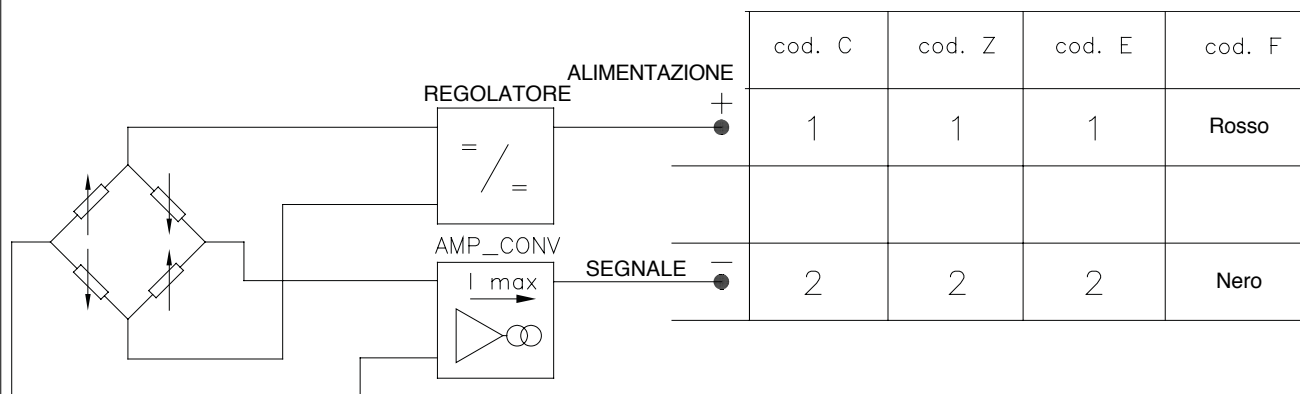 cod. C cod. Z cod. E cod. F
ALIMENTAZIONE
REGOLATORE
+
1 1 1 Rosso
=
/
=
AMP_CONV
SEGNALE
–
I max
2 2 2 Nero